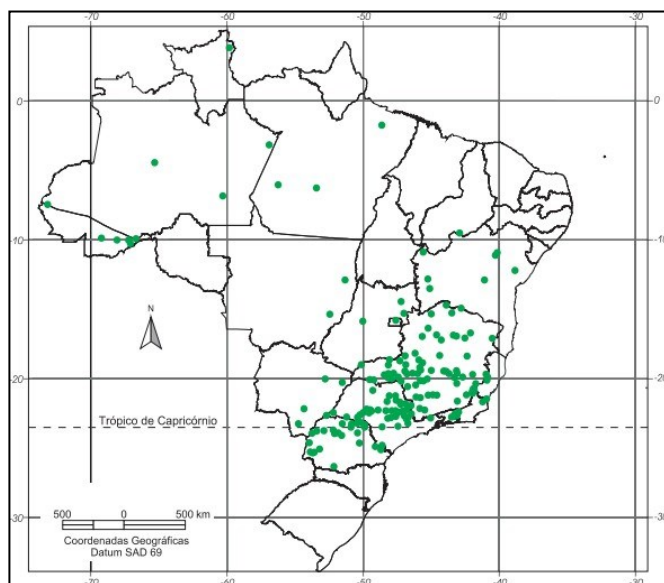 -70 -60 -50 -40 -30
0 0
-10 -10
N
-20 -20
Trópico de Capricórnio
500 0 500 km
Coordenadas Geográficas
Datum SAD 69
-30 -30
-70 -60 -50 -40 -30